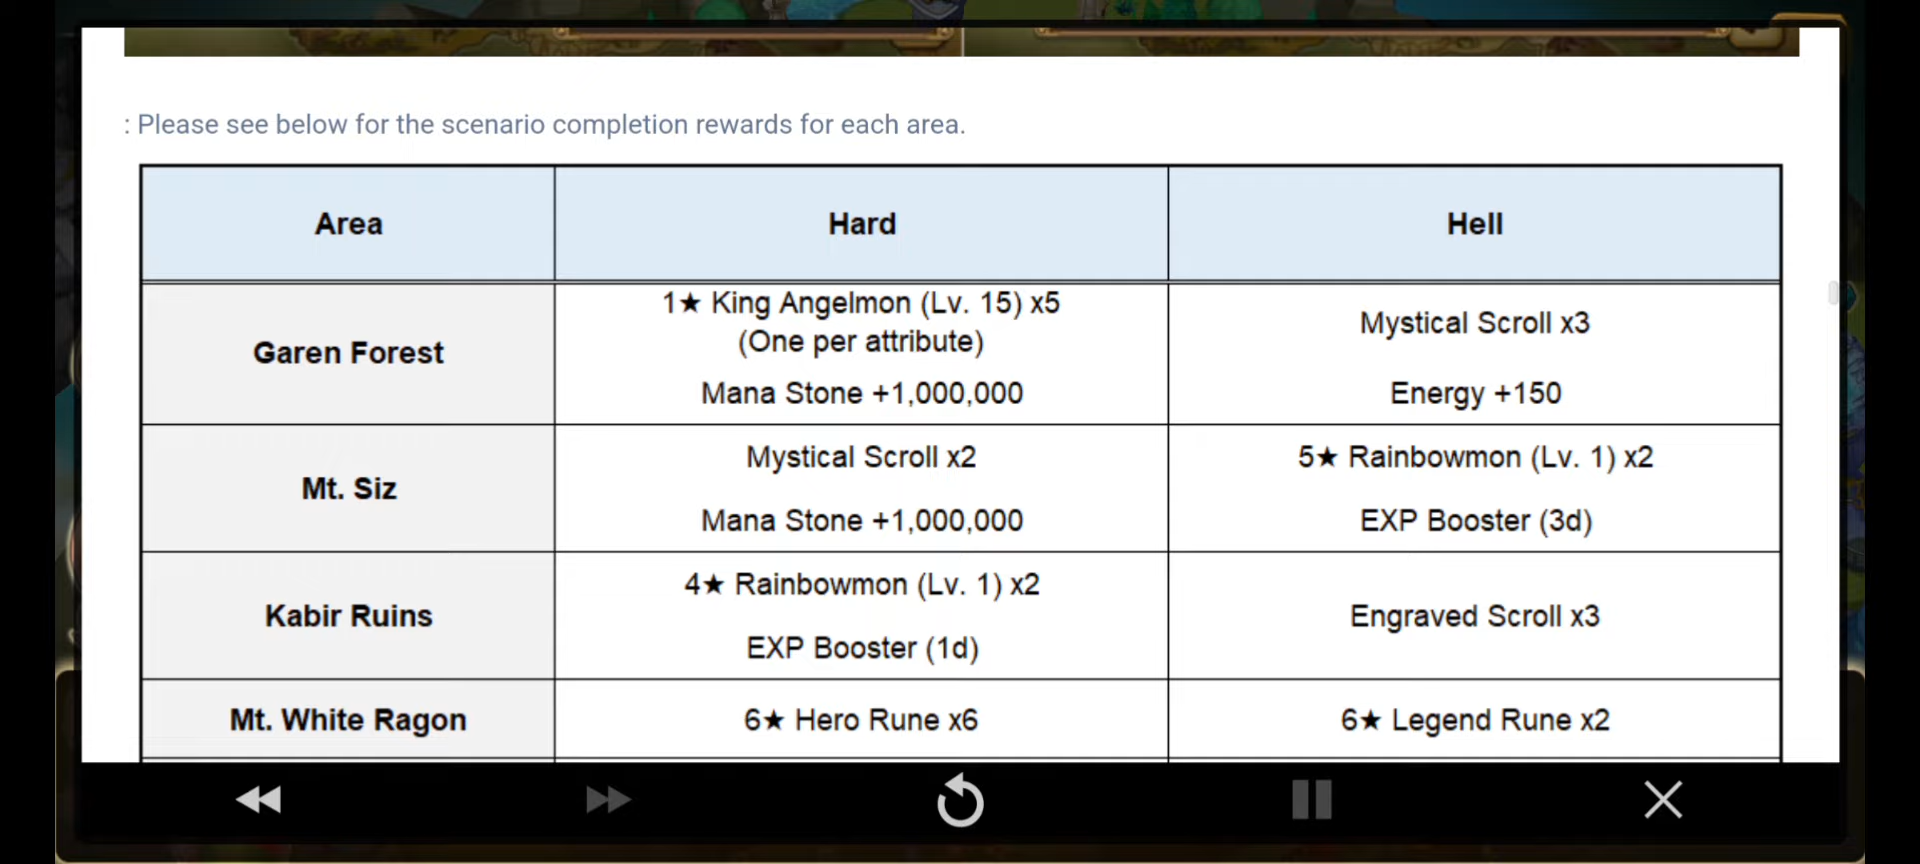 : Please see below for the scenario completion rewards for each area.
Area
Hard
Hell
Garen Forest
1★ King Angelmon (Lv. 15) x5
(One per attribute)
Mana Stone +1,000,000
Mystical Scroll x3
Energy +150
Mt. Siz
Mystical Scroll x2
Mana Stone +1,000,000
5★ Rainbowmon (Lv. 1) x2
EXP Booster (3d)
Kabir Ruins
4★ Rainbowmon (Lv. 1) x2
EXP Booster (1d)
Engraved Scroll x3
Mt. White Ragon
6★ Hero Rune x6
6★ Legend Rune x2